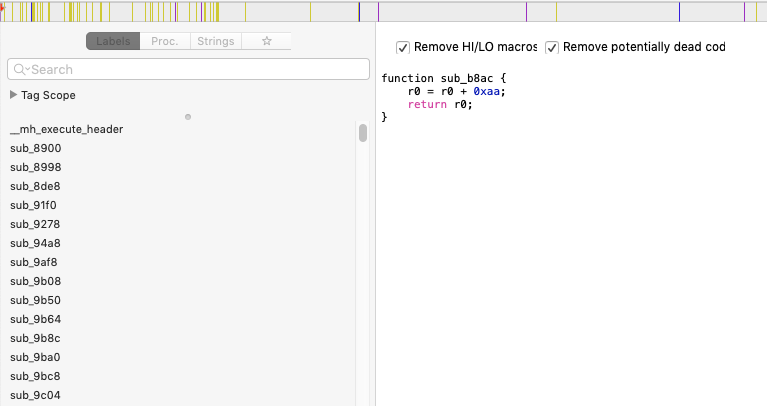 Labels Proc. Strings ☆
Search
Tag Scope
__mh_execute_header
sub_8900
sub_8998
sub_8de8
sub_91f0
sub_9278
sub_94a8
sub_9af8
sub_9b08
sub_9b50
sub_9b64
sub_9b8c
sub_9ba0
sub_9bc8
sub_9c04
Remove HI/LO macros Remove potentially dead cod
function sub_b8ac {
    r0 = r0 + 0xaa;
    return r0;
}